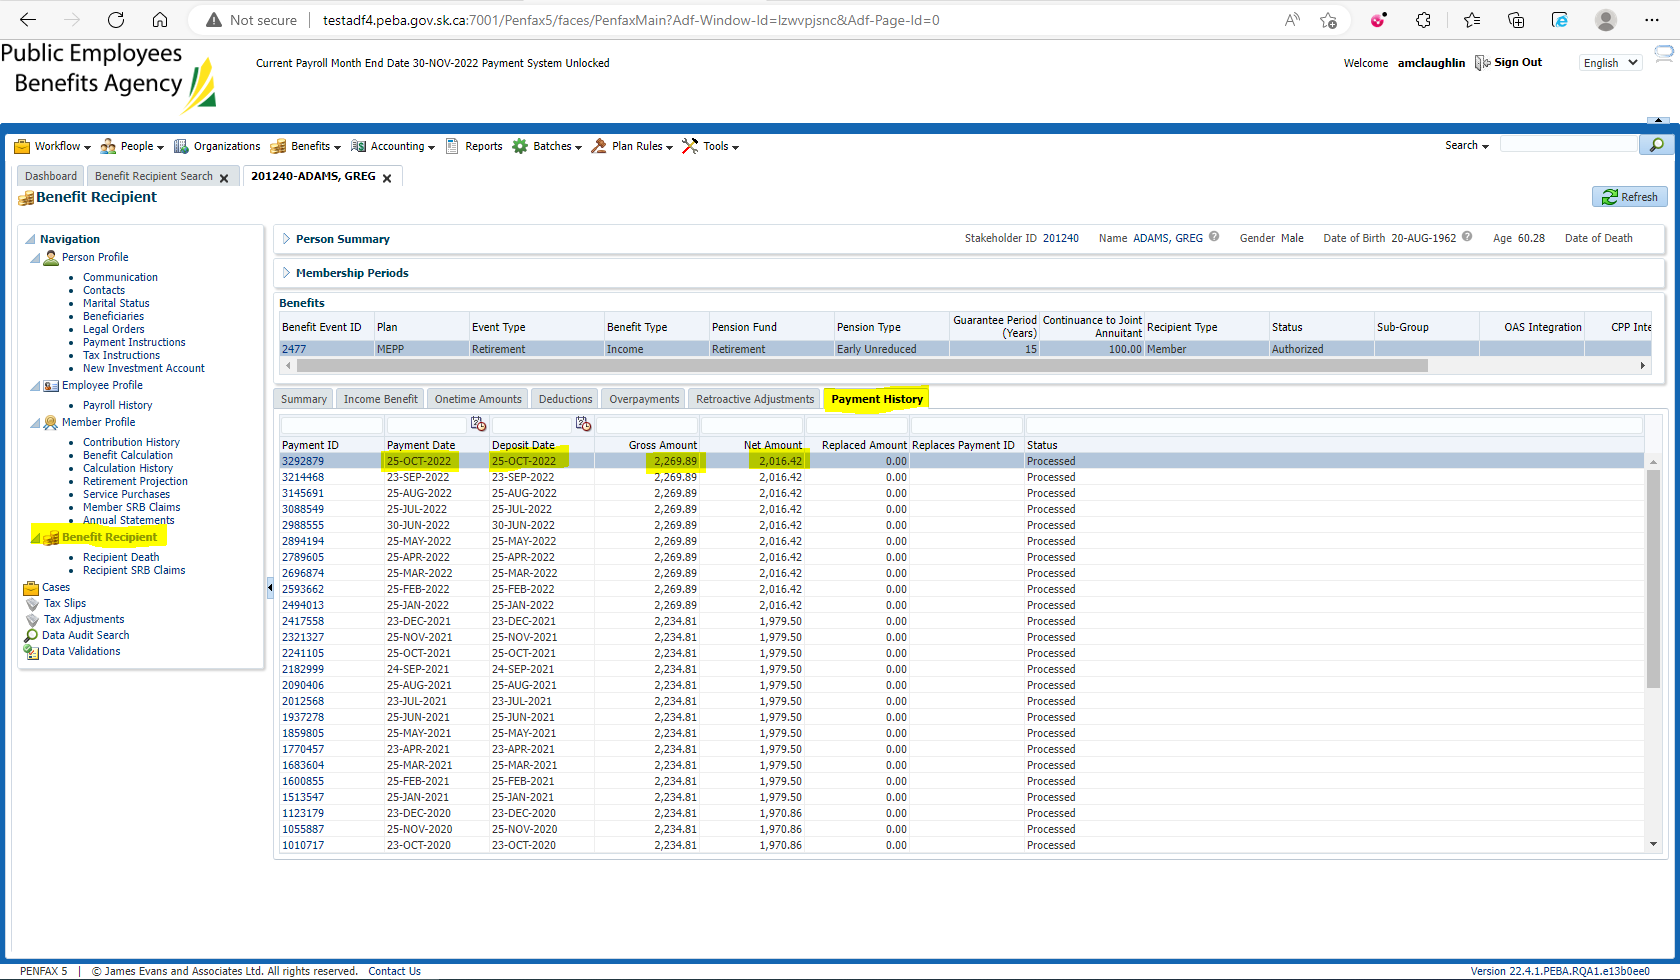 Not secure | testadf4.peba.gov.sk.ca:7001/Penfax5/faces/PenfaxMain?Adf-Window-Id=lzwvpjsnc&Adf-Page-Id=0
Public Employees
Benefits Agency
Current Payroll Month End Date 30-NOV-2022 Payment System Unlocked
Welcome amclaughlin Sign Out English
Workflow People Organizations Benefits Accounting Reports Batches Plan Rules Tools Search
Dashboard Benefit Recipient Search 201240-ADAMS, GREG
Benefit Recipient Refresh
Navigation
Person Profile
Communication
Contacts
Marital Status
Beneficiaries
Legal Orders
Payment Instructions
Tax Instructions
New Investment Account
Employee Profile
Payroll History
Member Profile
Contribution History
Benefit Calculation
Calculation History
Retirement Projection
Service Purchases
Member SRB Claims
Annual Statements
Benefit Recipient
Recipient Death
Recipient SRB Claims
Cases
Tax Slips
Tax Adjustments
Data Audit Search
Data Validations
Person Summary Stakeholder ID 201240 Name ADAMS, GREG Gender Male Date of Birth 20-AUG-1962 Age 60.28 Date of Death
Membership Periods
Benefits
Benefit Event ID Plan Event Type Benefit Type Pension Fund Pension Type Guarantee Period (Years) Continuance to Joint Annuitant Recipient Type Status Sub-Group OAS Integration CPP Inte
2477 MEPP Retirement Income Retirement Early Unreduced 15 100.00 Member Authorized
Summary Income Benefit Onetime Amounts Deductions Overpayments Retroactive Adjustments Payment History
Payment ID Payment Date Deposit Date Gross Amount Net Amount Replaced Amount Replaces Payment ID Status
3292879 25-OCT-2022 25-OCT-2022 2,269.89 2,016.42 0.00 Processed
3214468 23-SEP-2022 23-SEP-2022 2,269.89 2,016.42 0.00 Processed
3145691 25-AUG-2022 25-AUG-2022 2,269.89 2,016.42 0.00 Processed
3088549 25-JUL-2022 25-JUL-2022 2,269.89 2,016.42 0.00 Processed
2988555 30-JUN-2022 30-JUN-2022 2,269.89 2,016.42 0.00 Processed
2894194 25-MAY-2022 25-MAY-2022 2,269.89 2,016.42 0.00 Processed
2789605 25-APR-2022 25-APR-2022 2,269.89 2,016.42 0.00 Processed
2696874 25-MAR-2022 25-MAR-2022 2,269.89 2,016.42 0.00 Processed
2593662 25-FEB-2022 25-FEB-2022 2,269.89 2,016.42 0.00 Processed
2494013 25-JAN-2022 25-JAN-2022 2,269.89 2,016.42 0.00 Processed
2417558 23-DEC-2021 23-DEC-2021 2,234.81 1,979.50 0.00 Processed
2321327 25-NOV-2021 25-NOV-2021 2,234.81 1,979.50 0.00 Processed
2241105 25-OCT-2021 25-OCT-2021 2,234.81 1,979.50 0.00 Processed
2182999 24-SEP-2021 24-SEP-2021 2,234.81 1,979.50 0.00 Processed
2090406 25-AUG-2021 25-AUG-2021 2,234.81 1,979.50 0.00 Processed
2012568 23-JUL-2021 23-JUL-2021 2,234.81 1,979.50 0.00 Processed
1937278 25-JUN-2021 25-JUN-2021 2,234.81 1,979.50 0.00 Processed
1859805 25-MAY-2021 25-MAY-2021 2,234.81 1,979.50 0.00 Processed
1770457 23-APR-2021 23-APR-2021 2,234.81 1,979.50 0.00 Processed
1683604 25-MAR-2021 25-MAR-2021 2,234.81 1,979.50 0.00 Processed
1600855 25-FEB-2021 25-FEB-2021 2,234.81 1,979.50 0.00 Processed
1513547 25-JAN-2021 25-JAN-2021 2,234.81 1,979.50 0.00 Processed
1123179 23-DEC-2020 23-DEC-2020 2,234.81 1,970.86 0.00 Processed
1055887 25-NOV-2020 25-NOV-2020 2,234.81 1,970.86 0.00 Processed
1010717 23-OCT-2020 23-OCT-2020 2,234.81 1,970.86 0.00 Processed
PENFAX 5 | © James Evans and Associates Ltd. All rights reserved. Contact Us Version 22.4.1.PEBA.RQA1.e13b0ee0